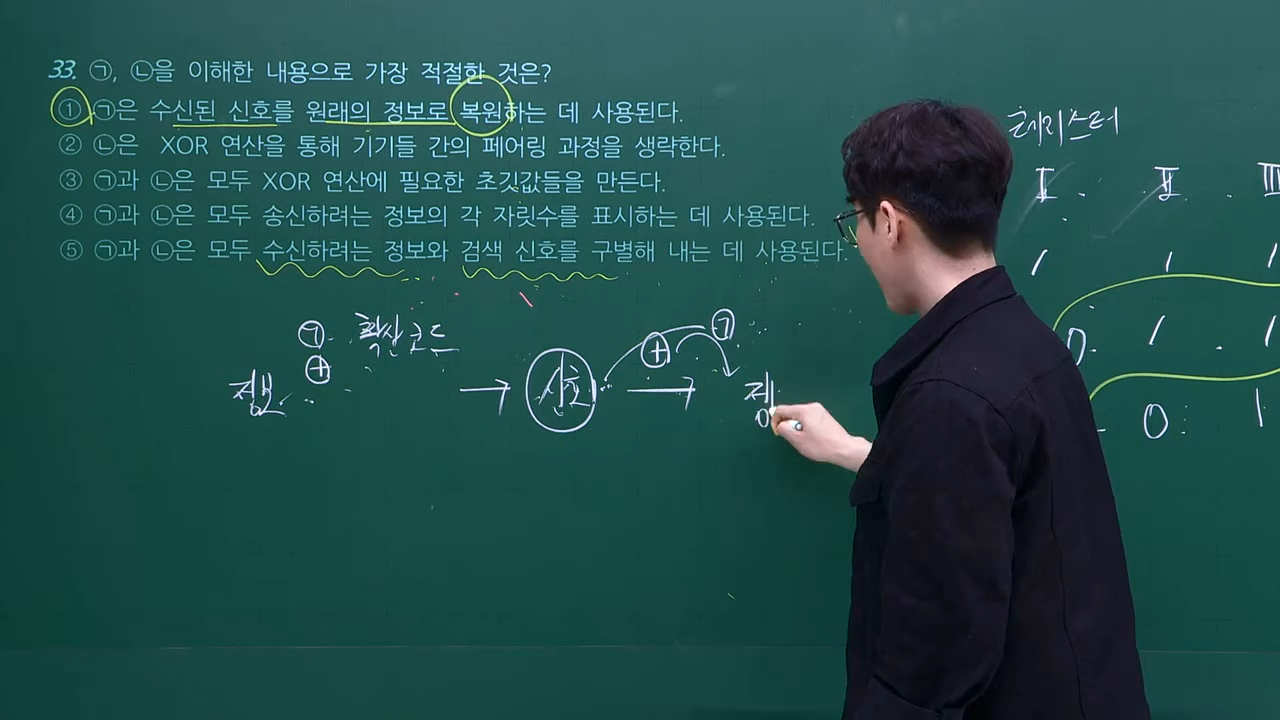 33. ㉠, ㉡을 이해한 내용으로 가장 적절한 것은?
① ㉠은 수신된 신호를 원래의 정보로 복원하는 데 사용된다.
② ㉡은 XOR 연산을 통해 기기들 간의 페어링 과정을 생략한다.
③ ㉠과 ㉡은 모두 XOR 연산에 필요한 초깃값들을 만든다.
④ ㉠과 ㉡은 모두 송신하려는 정보의 각 자릿수를 표시하는 데 사용된다.
⑤ ㉠과 ㉡은 모두 수신하려는 정보와 검색 신호를 구별해 내는 데 사용된다.
레지스터
Ⅰ Ⅱ Ⅲ
1 1 1
0 1 1
0 1
㉠ 확산코드
⊕
정보 → 신호 → 정
⊕ ㉠